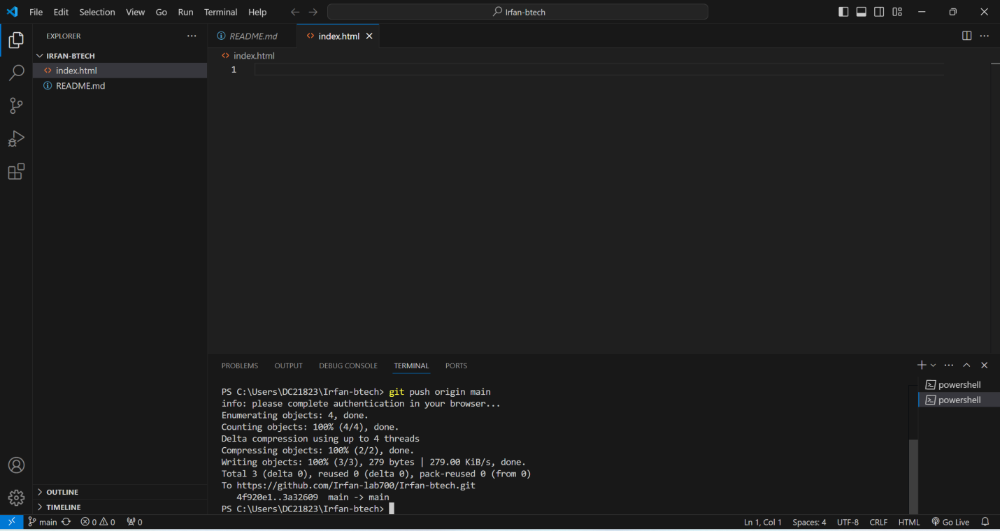 File Edit Selection View Go Run Terminal Help
Irfan-btech
EXPLORER
IRFAN-BTECH
index.html
README.md
OUTLINE
TIMELINE
README.md
index.html
index.html
1
PROBLEMS OUTPUT DEBUG CONSOLE TERMINAL PORTS
PS C:\Users\DC21823\Irfan-btech> git push origin main
info: please complete authentication in your browser...
Enumerating objects: 4, done.
Counting objects: 100% (4/4), done.
Delta compression using up to 4 threads
Compressing objects: 100% (2/2), done.
Writing objects: 100% (3/3), 279 bytes | 279.00 KiB/s, done.
Total 3 (delta 0), reused 0 (delta 0), pack-reused 0 (from 0)
To https://github.com/Irfan-lab700/Irfan-btech.git
4f920e1..3a32609 main -> main
PS C:\Users\DC21823\Irfan-btech>
powershell
powershell
main 0 0 0 Ln 1, Col 1 Spaces: 4 UTF-8 CRLF HTML Go Live